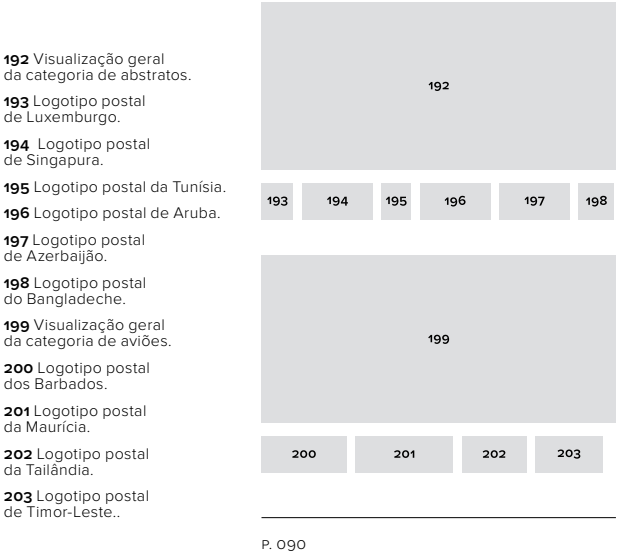 192 Visualização geral
da categoria de abstratos.
193 Logotipo postal
de Luxemburgo.
194 Logotipo postal
de Singapura.
195 Logotipo postal da Tunísia.
196 Logotipo postal de Aruba.
197 Logotipo postal
de Azerbaijão.
198 Logotipo postal
do Bangladeche.
199 Visualização geral
da categoria de aviões.
200 Logotipo postal
dos Barbados.
201 Logotipo postal
da Maurícia.
202 Logotipo postal
da Tailândia.
203 Logotipo postal
de Timor-Leste..
192
193 194 195 196 197 198
199
200 201 202 203
P. 090